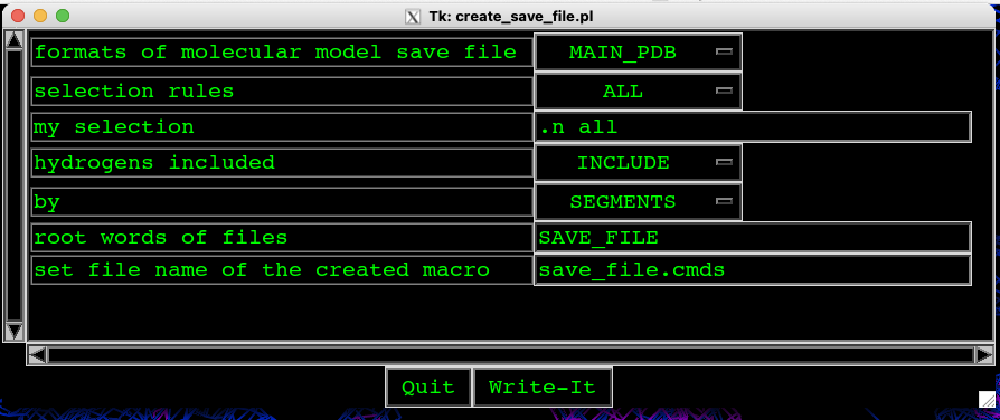 Tk: create_save_file.pl
formats of molecular model save file MAIN_PDB
selection rules ALL
my selection .n all
hydrogens included INCLUDE
by SEGMENTS
root words of files SAVE_FILE
set file name of the created macro save_file.cmds
Quit Write-It